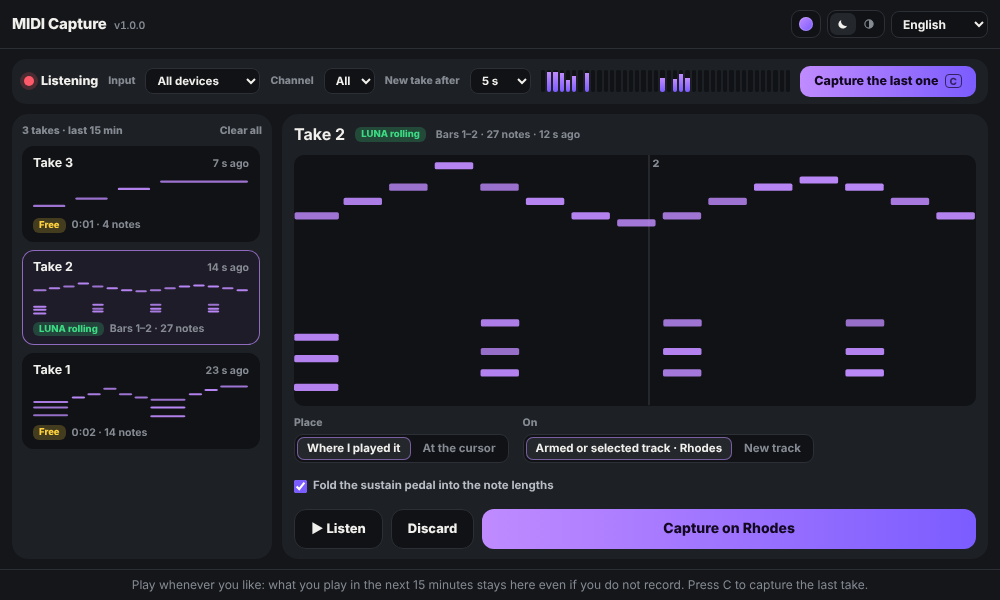 MIDI Capture v1.0.0
English
Listening Input All devices Channel All New take after 5 s Capture the last one C
3 takes · last 15 min Clear all
Take 3 7 s ago
Free 0:01 · 4 notes
Take 2 14 s ago
LUNA rolling Bars 1–2 · 27 notes
Take 1 23 s ago
Free 0:02 · 14 notes
Take 2 LUNA rolling Bars 1–2 · 27 notes · 12 s ago
2
Place On
Where I played it At the cursor Armed or selected track · Rhodes New track
Fold the sustain pedal into the note lengths
Listen Discard Capture on Rhodes
Play whenever you like: what you play in the next 15 minutes stays here even if you do not record. Press C to capture the last take.